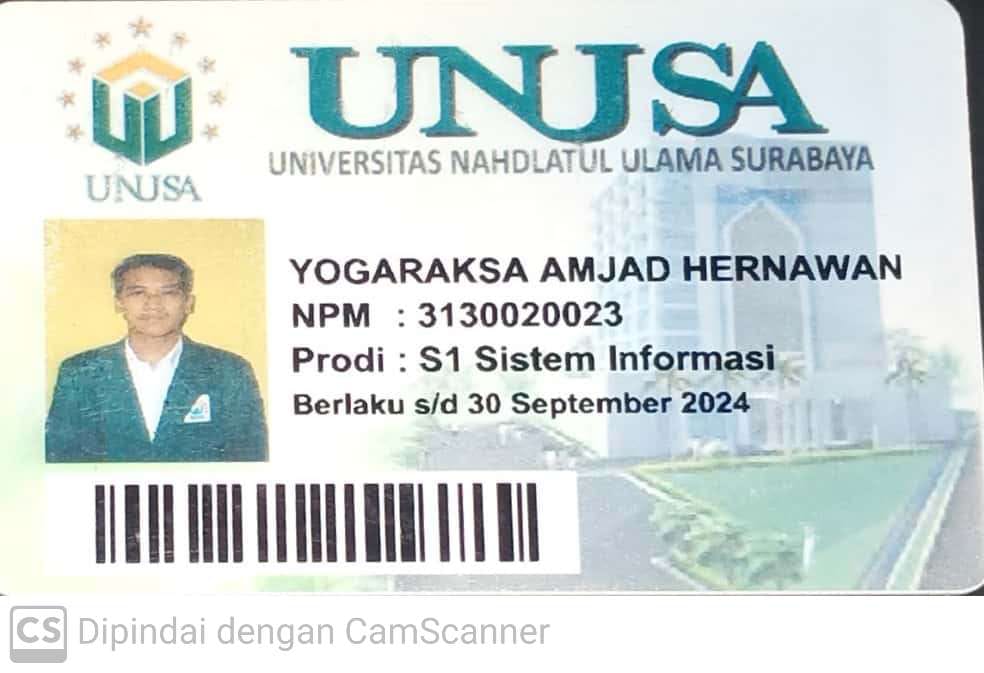 UNUSA
UNIVERSITAS NAHDLATUL ULAMA SURABAYA
UNUSA
YOGARAKSA AMJAD HERNAWAN
NPM : 3130020023
Prodi : S1 Sistem Informasi
Berlaku s/d 30 September 2024
CS Dipindai dengan CamScanner